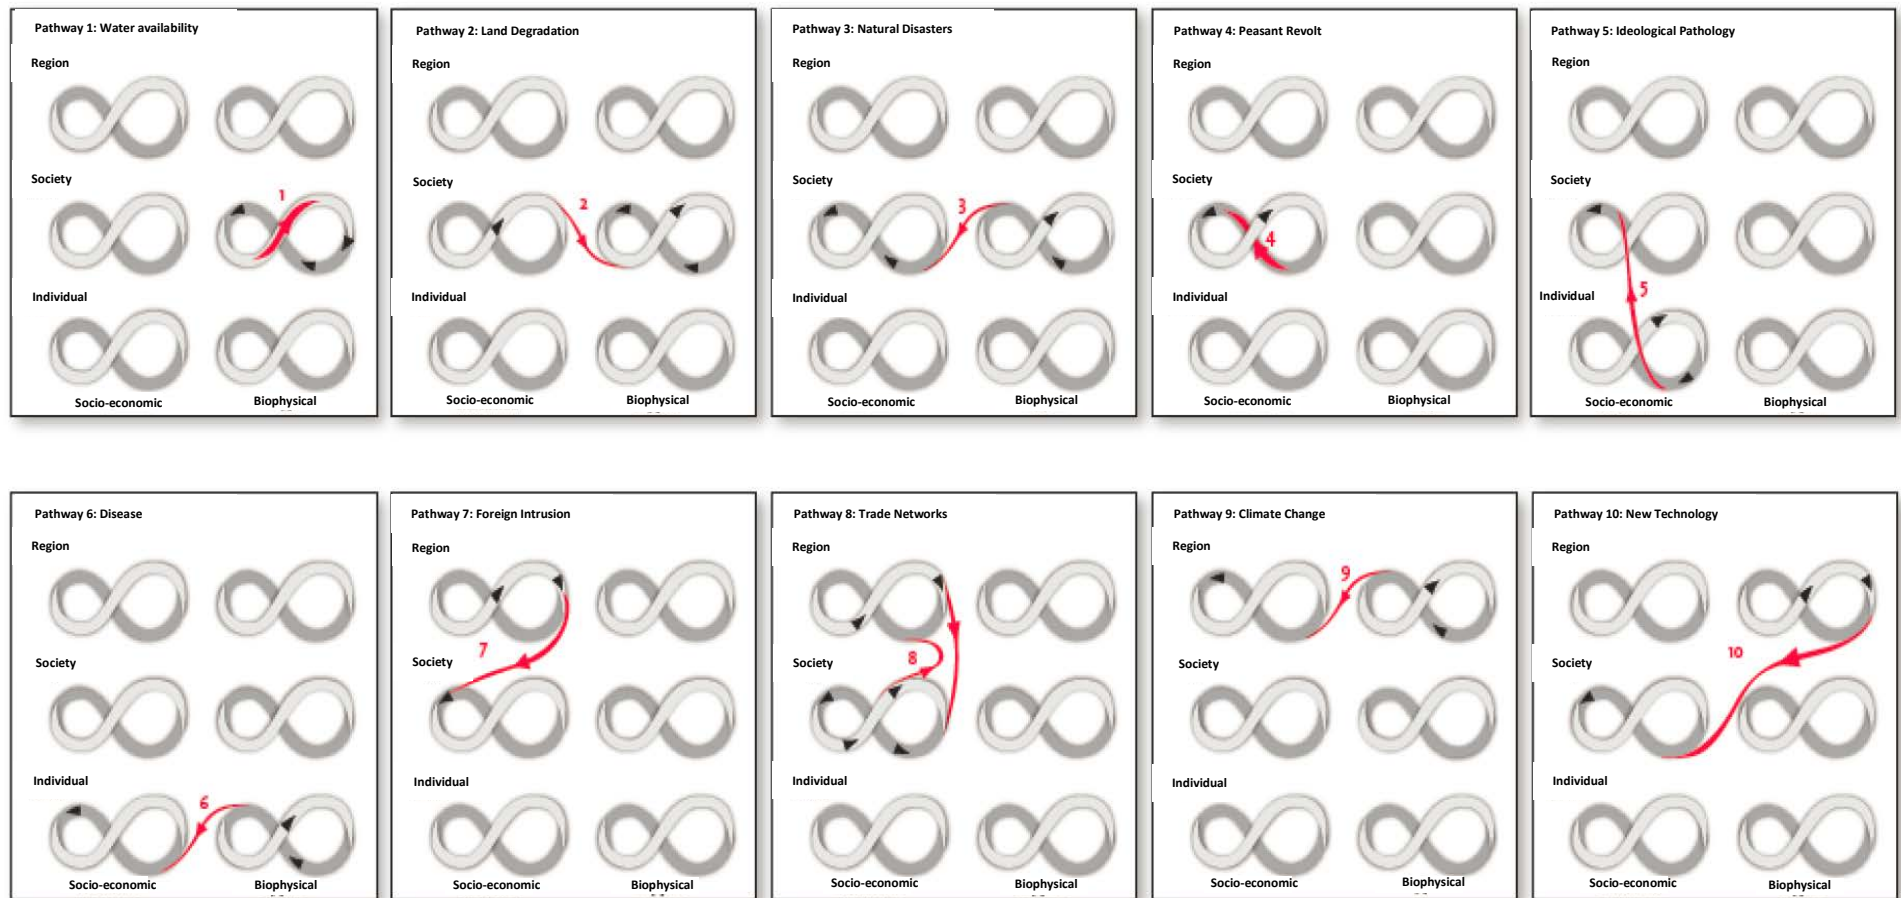 Pathway 1: Water availability
Region
Society
1
Individual
Socio-economic
Biophysical
Pathway 2: Land Degradation
Region
Society
2
Individual
Socio-economic
Biophysical
Pathway 3: Natural Disasters
Region
Society
3
Individual
Socio-economic
Biophysical
Pathway 4: Peasant Revolt
Region
Society
4
Individual
Socio-economic
Biophysical
Pathway 5: Ideological Pathology
Region
Society
5
Individual
Socio-economic
Biophysical
Pathway 6: Disease
Region
Society
Individual
6
Socio-economic
Biophysical
Pathway 7: Foreign Intrusion
Region
7
Society
Individual
Socio-economic
Biophysical
Pathway 8: Trade Networks
Region
8
Society
Individual
Socio-economic
Biophysical
Pathway 9: Climate Change
Region
9
Society
Individual
Socio-economic
Biophysical
Pathway 10: New Technology
Region
10
Society
Individual
Socio-economic
Biophysical